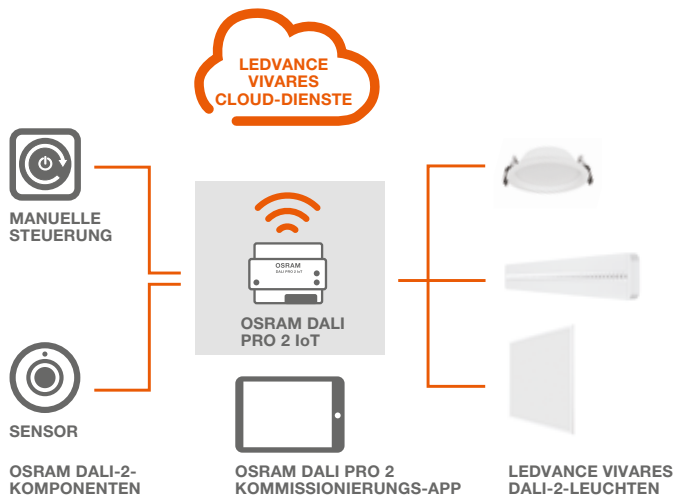 LEDVANCE
VIVARES
CLOUD-DIENSTE
MANUELLE
STEUERUNG
OSRAM
DALI PRO 2 IoT
OSRAM DALI
PRO 2 IoT
SENSOR
OSRAM DALI-2-
KOMPONENTEN
OSRAM DALI PRO 2
KOMMISSIONIERUNGS-APP
LEDVANCE VIVARES
DALI-2-LEUCHTEN